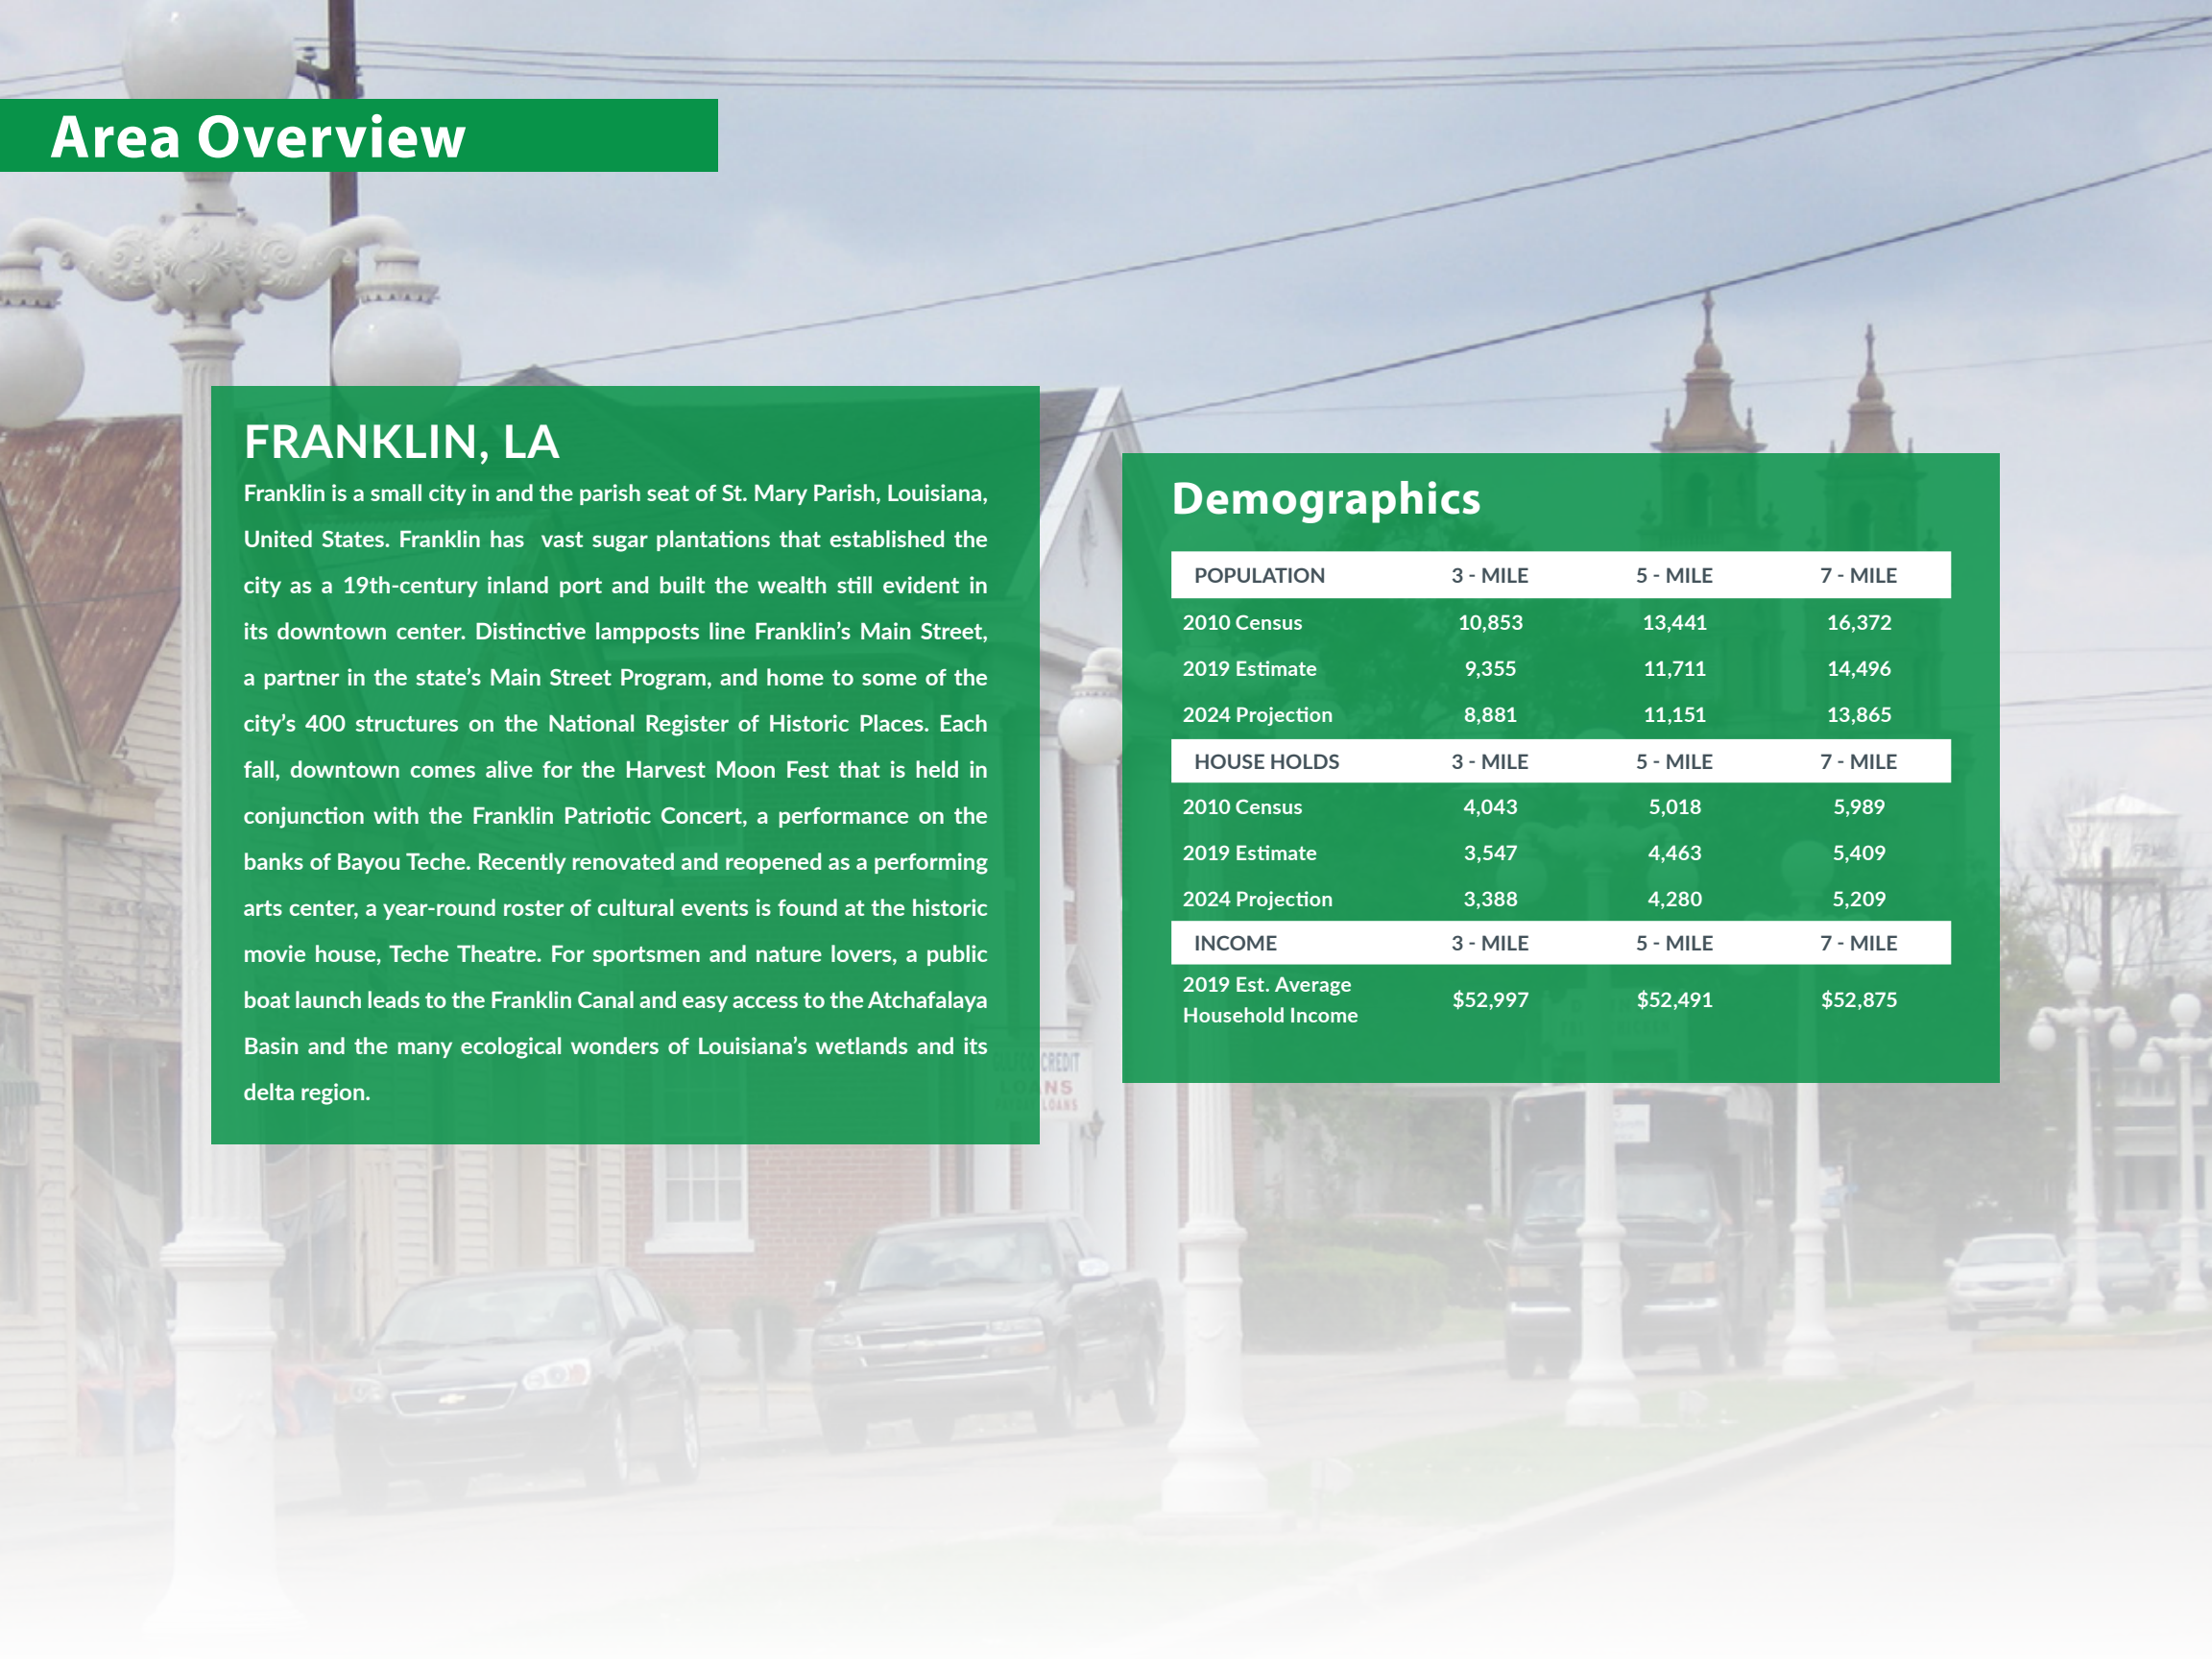 Area Overview
FRANKLIN, LA
Franklin is a small city in and the parish seat of St. Mary Parish, Louisiana,
United States. Franklin has vast sugar plantations that established the
city as a 19th-century inland port and built the wealth still evident in
its downtown center. Distinctive lampposts line Franklin’s Main Street,
a partner in the state’s Main Street Program, and home to some of the
city’s 400 structures on the National Register of Historic Places. Each
fall, downtown comes alive for the Harvest Moon Fest that is held in
conjunction with the Franklin Patriotic Concert, a performance on the
banks of Bayou Teche. Recently renovated and reopened as a performing
arts center, a year-round roster of cultural events is found at the historic
movie house, Teche Theatre. For sportsmen and nature lovers, a public
boat launch leads to the Franklin Canal and easy access to the Atchafalaya
Basin and the many ecological wonders of Louisiana’s wetlands and its
delta region.
Demographics
POPULATION 3 - MILE 5 - MILE 7 - MILE
2010 Census 10,853 13,441 16,372
2019 Estimate 9,355 11,711 14,496
2024 Projection 8,881 11,151 13,865
HOUSE HOLDS 3 - MILE 5 - MILE 7 - MILE
2010 Census 4,043 5,018 5,989
2019 Estimate 3,547 4,463 5,409
2024 Projection 3,388 4,280 5,209
INCOME 3 - MILE 5 - MILE 7 - MILE
2019 Est. Average
Household Income $52,997 $52,491 $52,875
CREDIT
LOANS
LOANS